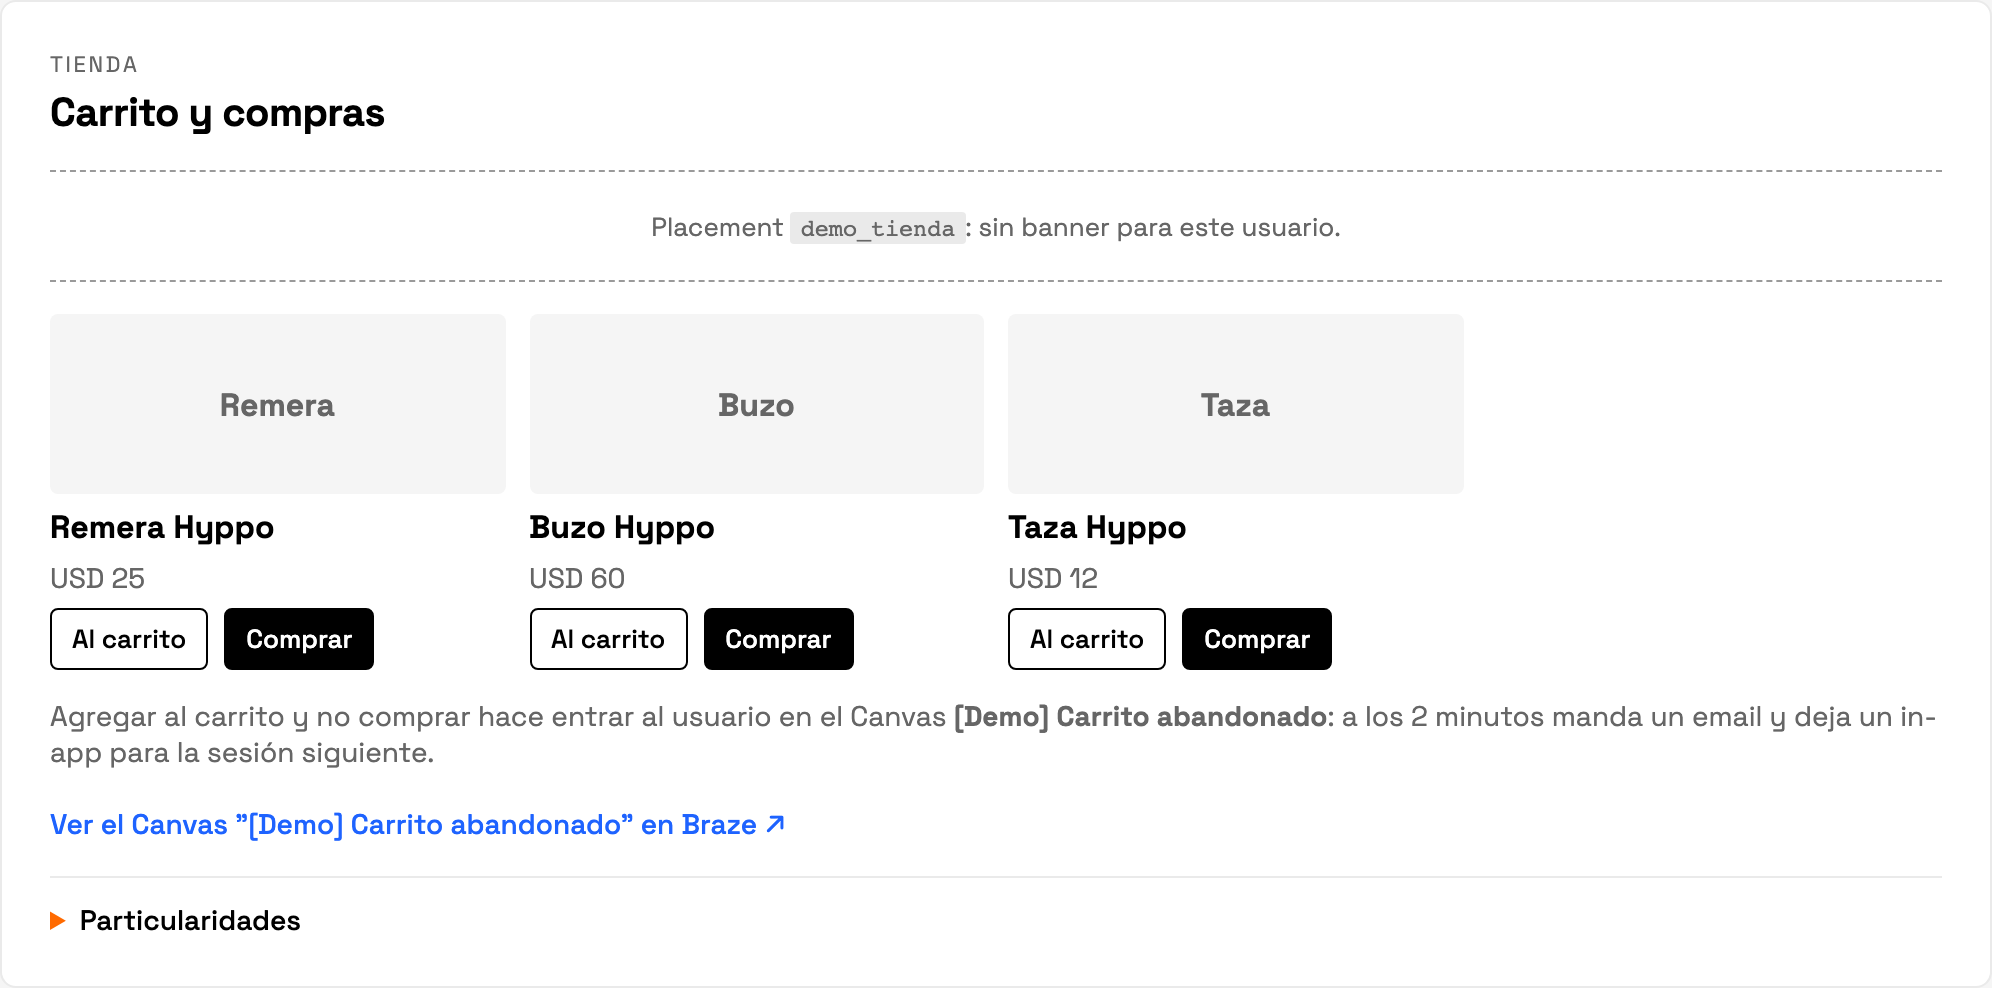 TIENDA
Carrito y compras
Placement demo_tienda: sin banner para este usuario.
Remera
Buzo
Taza
Remera Hyppo
Buzo Hyppo
Taza Hyppo
USD 25
USD 60
USD 12
Al carrito
Comprar
Al carrito
Comprar
Al carrito
Comprar
Agregar al carrito y no comprar hace entrar al usuario en el Canvas [Demo] Carrito abandonado: a los 2 minutos manda un email y deja un in-
app para la sesión siguiente.
Ver el Canvas ”[Demo] Carrito abandonado” en Braze ↗
Particularidades